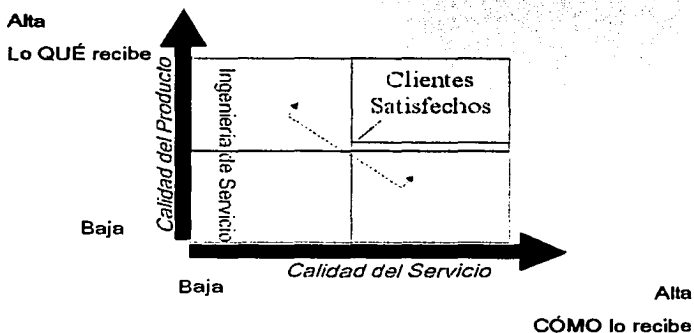 Alta
Lo QUÉ recibe
Calidad del Producto
Ingeniería de Servicio
Clientes
Satisfechos
Baja
Calidad del Servicio
Baja
Alta
CÓMO lo recibe